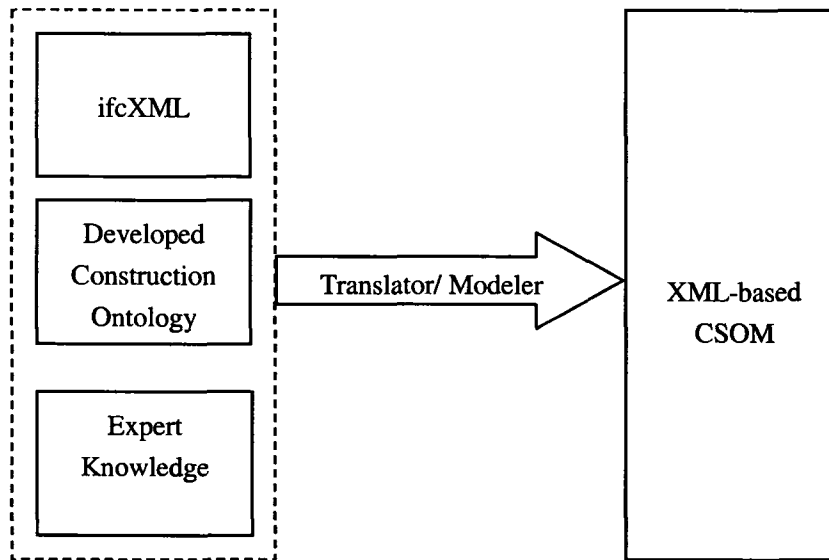 ifcXML
Developed
Construction
Ontology
Expert
Knowledge
Translator/ Modeler
XML-based
CSOM